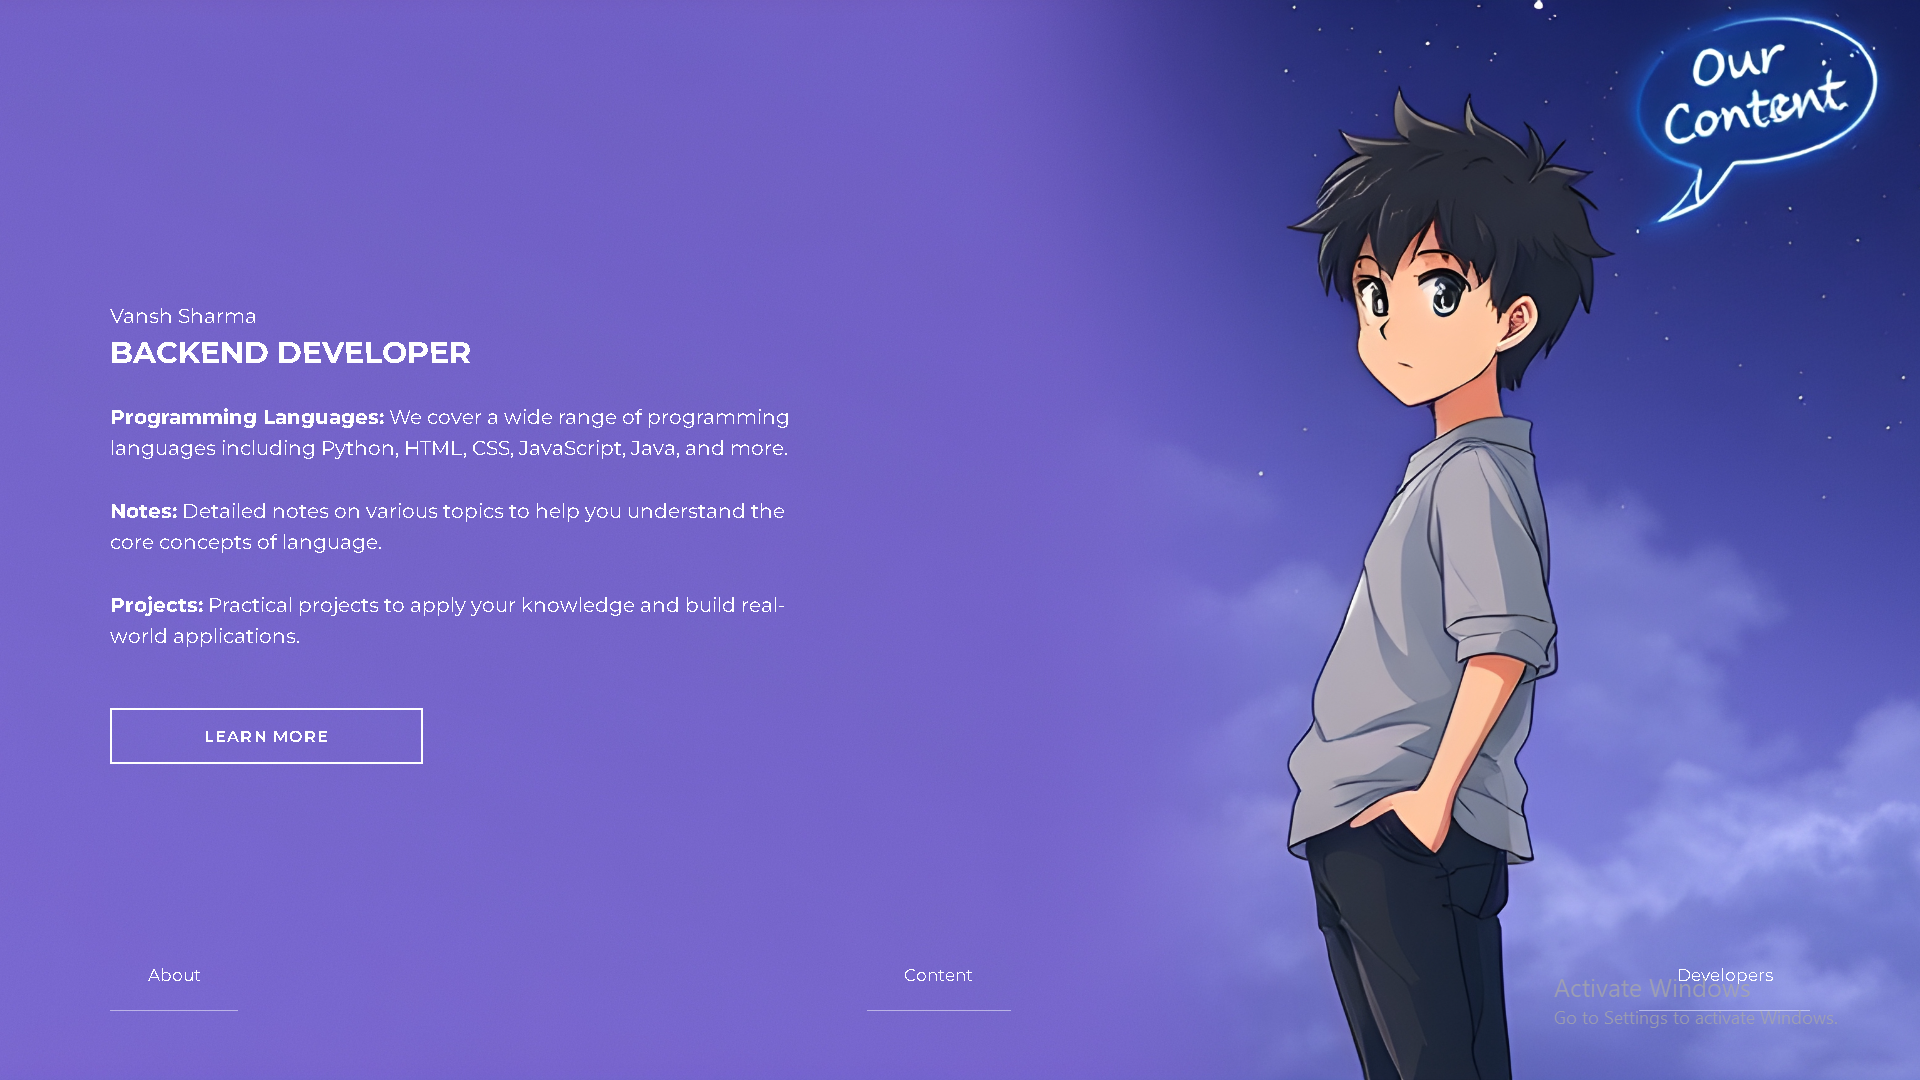 Our
Content
Vansh Sharma
BACKEND DEVELOPER
Programming Languages: We cover a wide range of programming
languages including Python, HTML, CSS, JavaScript, Java, and more.
Notes: Detailed notes on various topics to help you understand the
core concepts of language.
Projects: Practical projects to apply your knowledge and build real-
world applications.
LEARN MORE
About
Content
Developers
Activate Windows
Go to Settings to activate Windows.